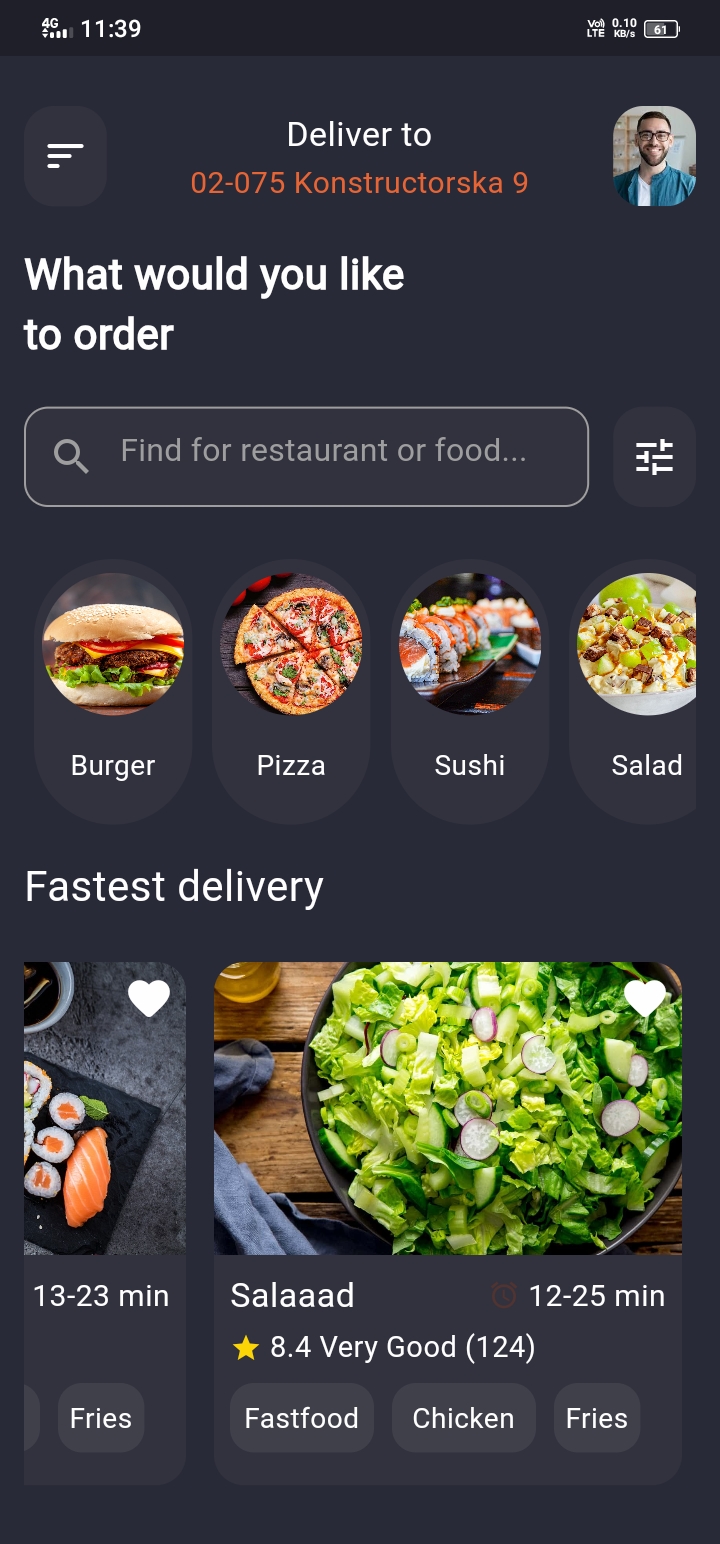 4G 11:39 Vo) LTE 0.10 KB/s 61
Deliver to
02-075 Konstructorska 9
What would you like
to order
Find for restaurant or food...
Burger Pizza Sushi Salad
Fastest delivery
13-23 min
Fries
Salaaad 12-25 min
8.4 Very Good (124)
Fastfood Chicken Fries